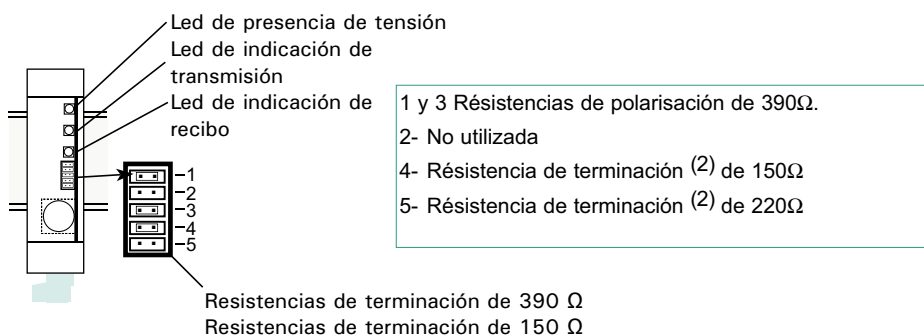 Led de presencia de tensión
Led de indicación de
transmisión
Led de indicación de
recibo
1
2
3
4
5
1 y 3 Résistencias de polarisación de 390Ω.
2- No utilizada
4- Résistencia de terminación (2) de 150Ω
5- Résistencia de terminación (2) de 220Ω
Resistencias de terminación de 390 Ω
Resistencias de terminación de 150 Ω